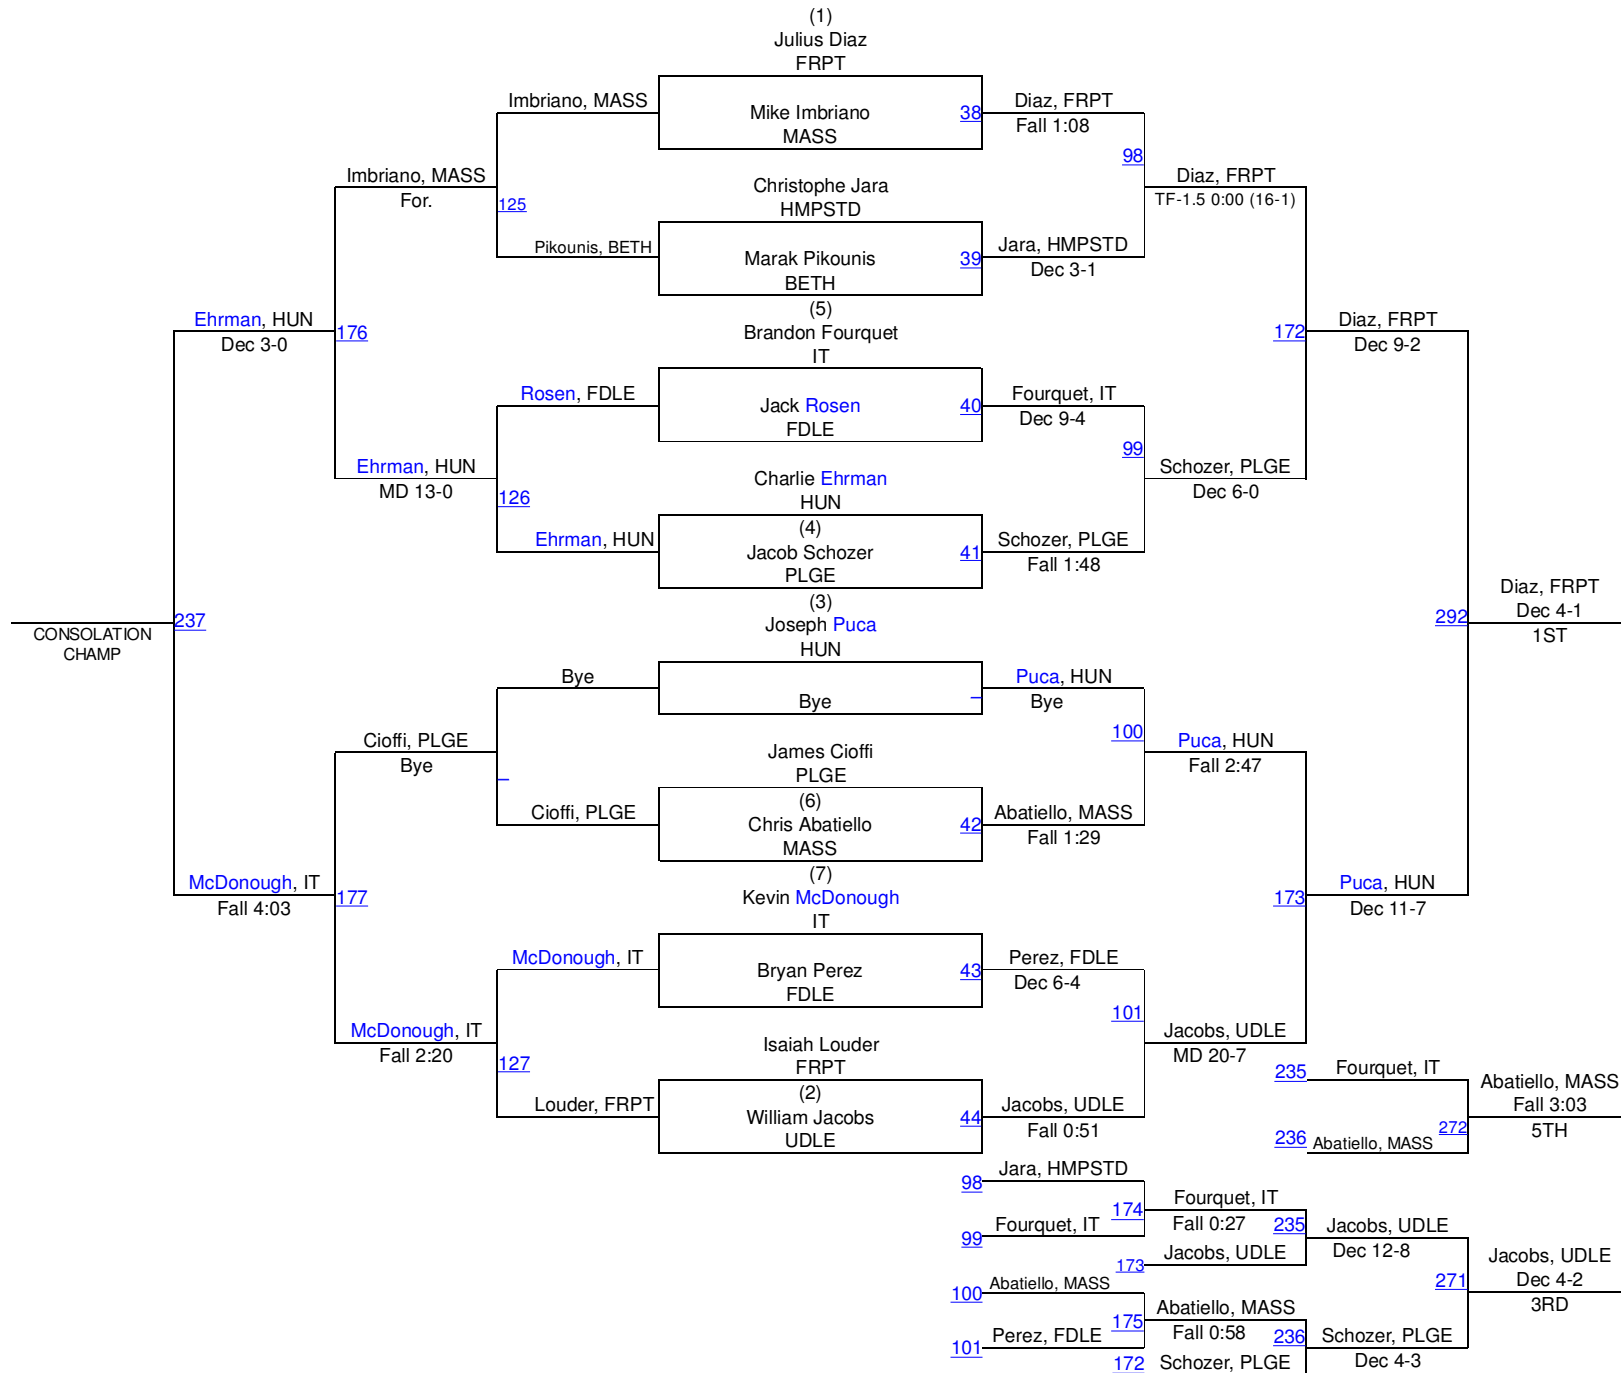 (1)
Julius Diaz
FRPT
Imbriano, MASS
Mike Imbriano
MASS
38
Diaz, FRPT
Fall 1:08
98
Imbriano, MASS
For.
125
Christophe Jara
HMPSTD
Diaz, FRPT
TF-1.5 0:00 (16-1)
Pikounis, BETH
Marak Pikounis
BETH
39
Jara, HMPSTD
Dec 3-1
Ehrman, HUN
Dec 3-0
176
(5)
Brandon Fourquet
IT
172
Diaz, FRPT
Dec 9-2
Rosen, FDLE
Jack Rosen
FDLE
40
Fourquet, IT
Dec 9-4
99
Ehrman, HUN
MD 13-0
126
Charlie Ehrman
HUN
Schozer, PLGE
Dec 6-0
Ehrman, HUN
(4)
Jacob Schozer
PLGE
41
Schozer, PLGE
Fall 1:48
CONSOLATION
CHAMP
237
(3)
Joseph Puca
HUN
292
Diaz, FRPT
Dec 4-1
1ST
Bye
Bye
Puca, HUN
Bye
100
Cioffi, PLGE
Bye
James Cioffi
PLGE
Puca, HUN
Fall 2:47
Cioffi, PLGE
(6)
Chris Abatiello
MASS
42
Abatiello, MASS
Fall 1:29
McDonough, IT
Fall 4:03
177
(7)
Kevin McDonough
IT
173
Puca, HUN
Dec 11-7
McDonough, IT
Bryan Perez
FDLE
43
Perez, FDLE
Dec 6-4
101
McDonough, IT
Fall 2:20
127
Isaiah Louder
FRPT
Jacobs, UDLE
MD 20-7
Louder, FRPT
(2)
William Jacobs
UDLE
44
Jacobs, UDLE
Fall 0:51
235
Fourquet, IT
236
Abatiello, MASS
272
Abatiello, MASS
Fall 3:03
5TH
98
Jara, HMPSTD
99
Fourquet, IT
174
Fourquet, IT
Fall 0:27
173
Jacobs, UDLE
235
Jacobs, UDLE
Dec 12-8
100
Abatiello, MASS
101
Perez, FDLE
175
Abatiello, MASS
Fall 0:58
172
Schozer, PLGE
236
Schozer, PLGE
Dec 4-3
271
Jacobs, UDLE
Dec 4-2
3RD